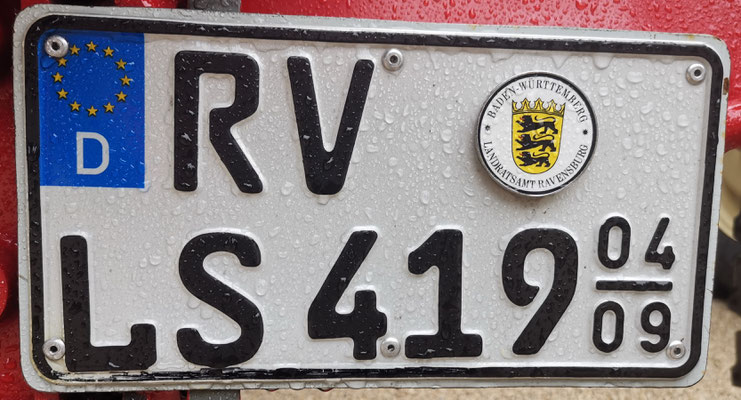 D
RV
BADEN-WÜRTTEMBERG
LANDRATSAMT RAVENSBURG
LS 419
04
09